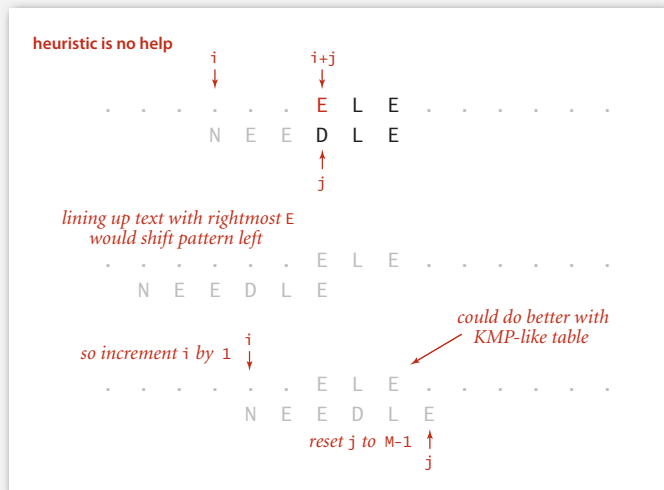 heuristic is no help
i i+j
. . . . . . E L E . . . . . .
N E E D L E
j
lining up text with rightmost E
would shift pattern left
. . . . . . E L E . . . . . .
N E E D L E
could do better with
KMP-like table
i
so increment i by 1
. . . . . . E L E . . . . . .
N E E D L E
reset j to M-1
j